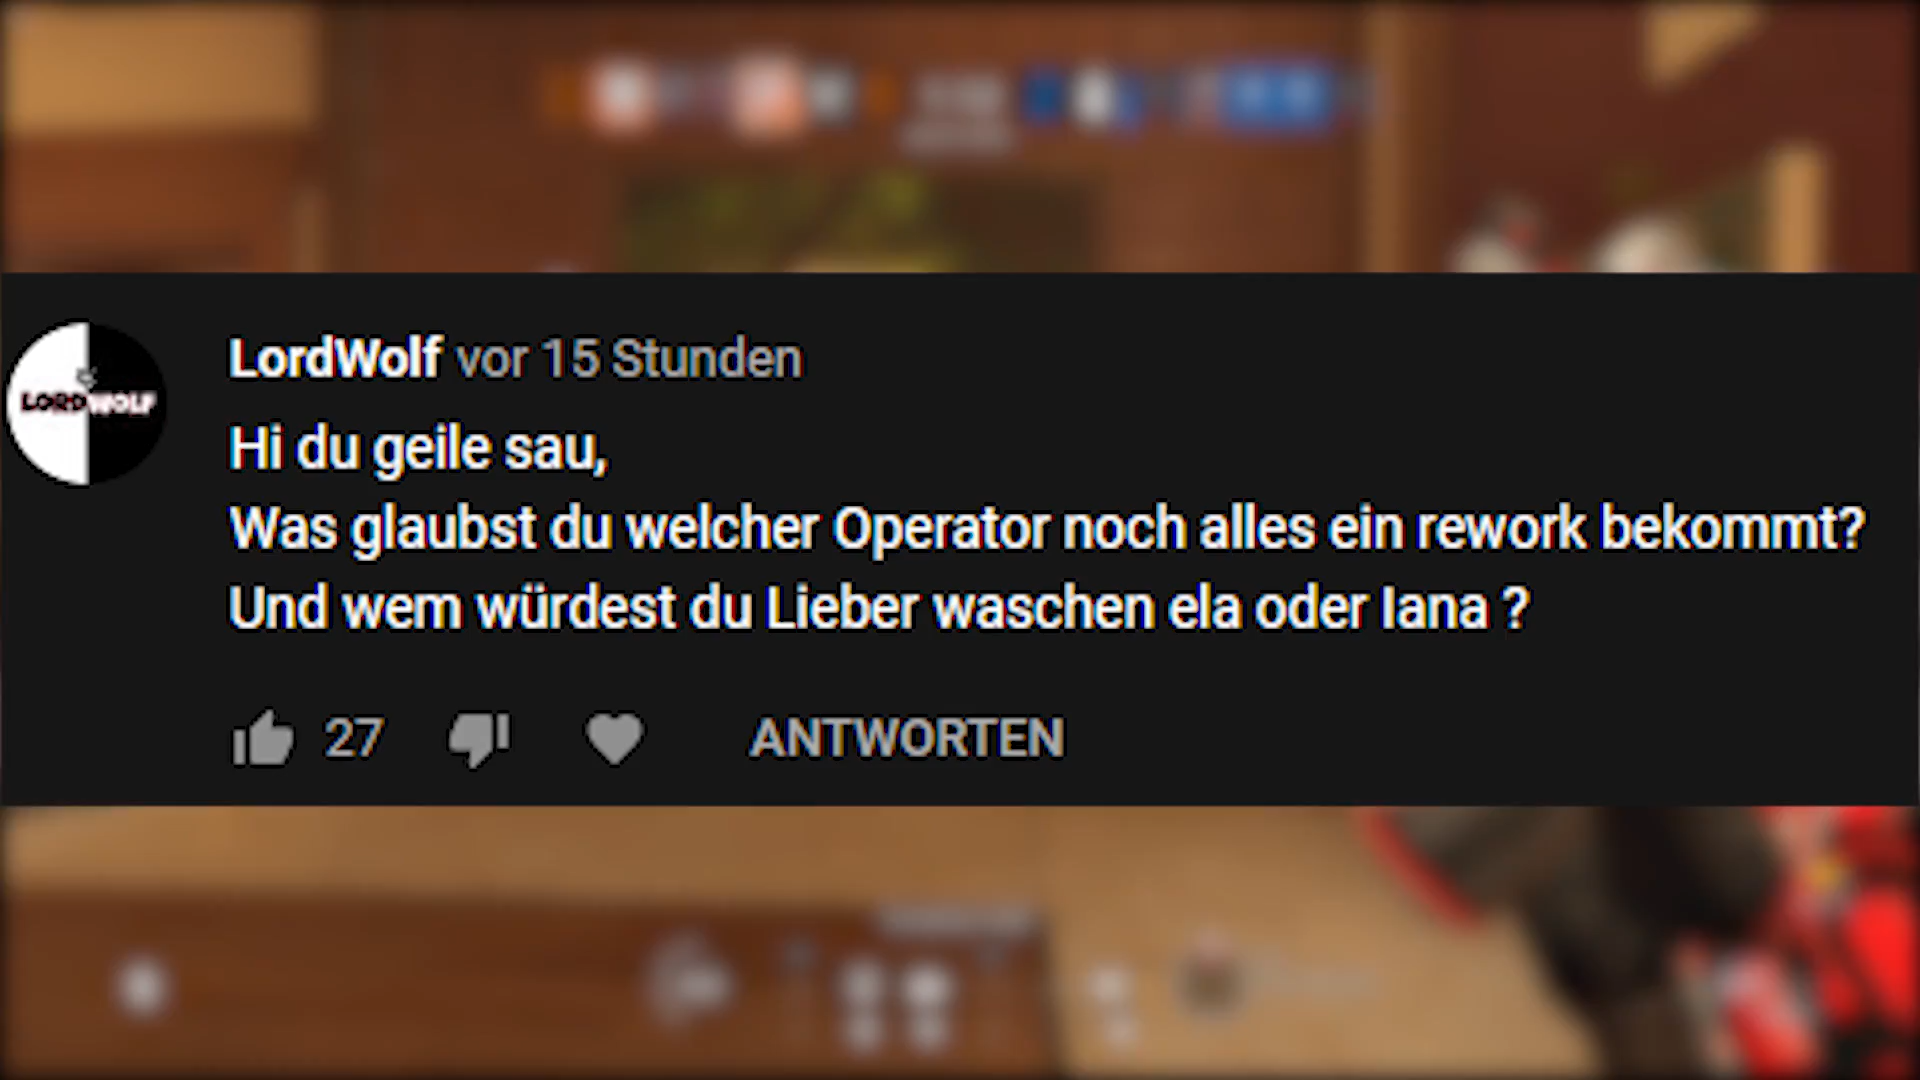 LORDWOLF
LordWolf vor 15 Stunden
Hi du geile sau,
Was glaubst du welcher Operator noch alles ein rework bekommt?
Und wem würdest du Lieber waschen ela oder Iana ?
27 ANTWORTEN